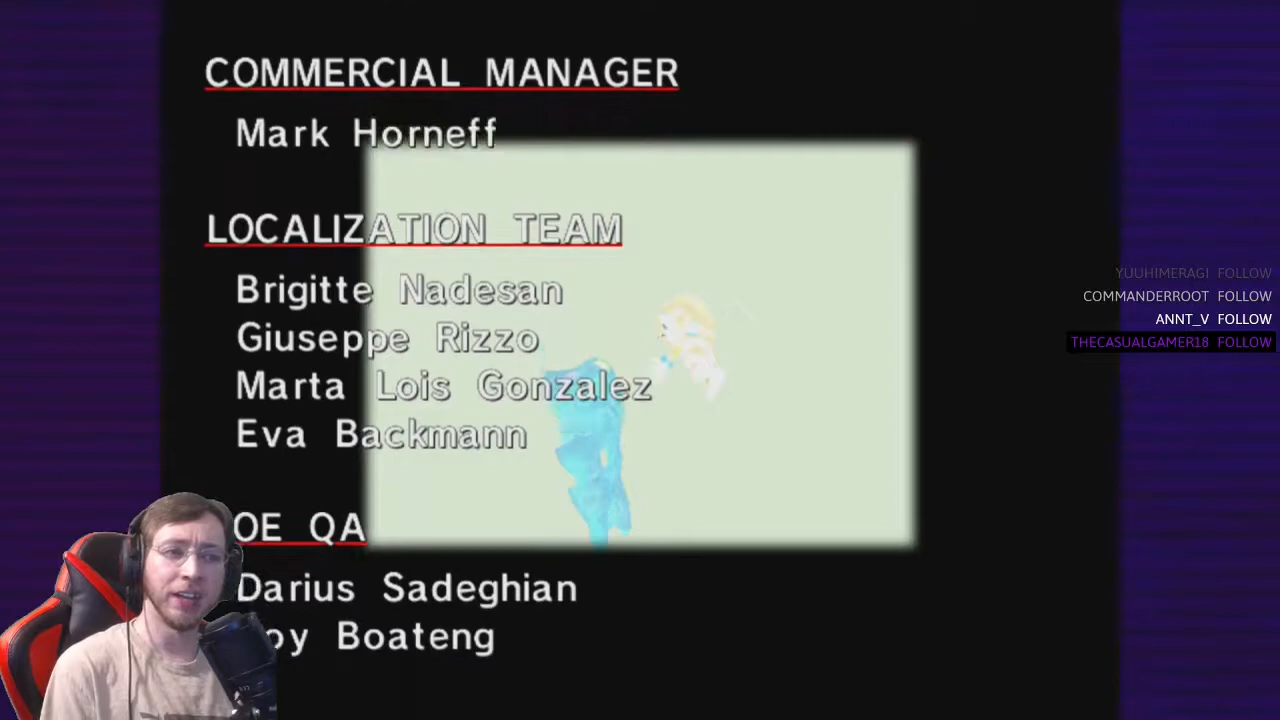 COMMERCIAL MANAGER
Mark Horneff
LOCALIZATION TEAM
Brigitte Nadesan
Giuseppe Rizzo
Marta Lois Gonzalez
Eva Backmann
OE QA
Darius Sadeghian
oy Boateng
YUUHIMERAGI FOLLOW
COMMANDERROOT FOLLOW
ANNT_V FOLLOW
THECASUALGAMER18 FOLLOW